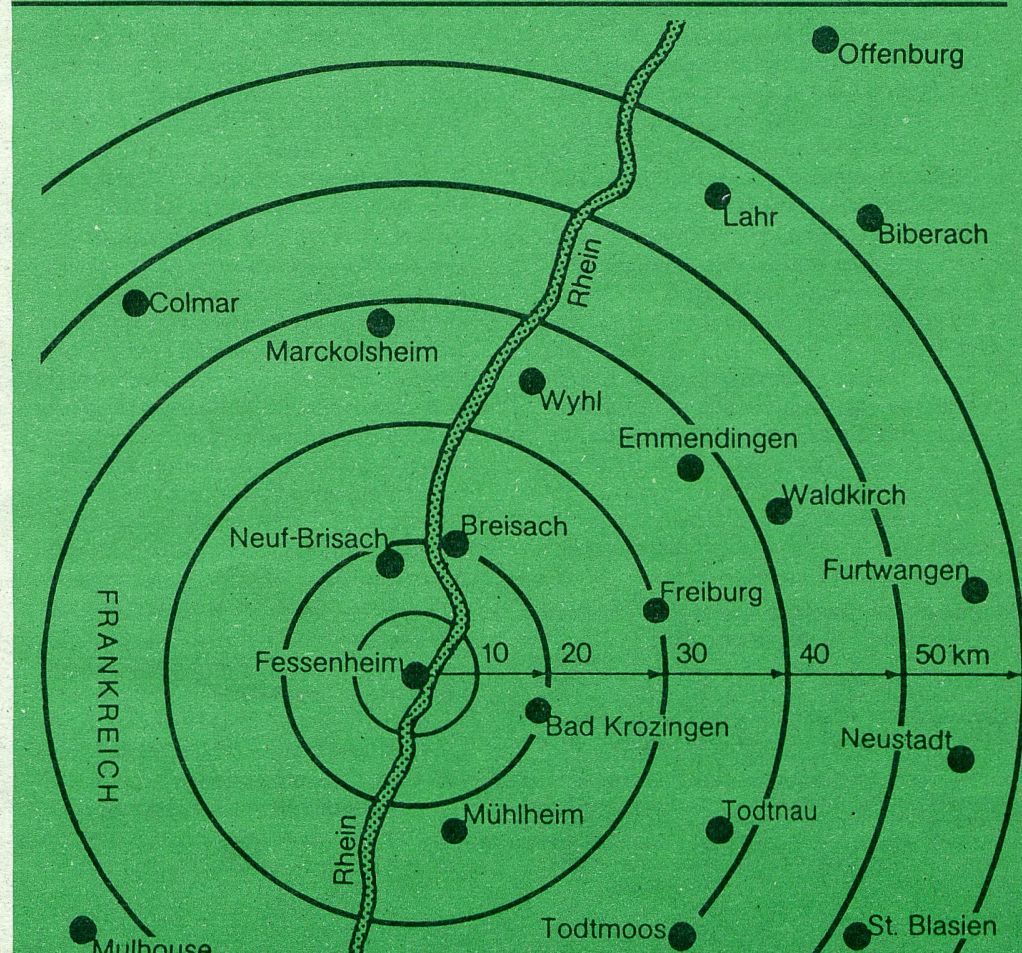 Offenburg
Lahr
Biberach
Rhein
Colmar
Marckolsheim
Wyhl
Emmendingen
Waldkirch
Neuf-Brisach
Breisach
Furtwangen
Freiburg
FRANKREICH
Fessenheim
10 20 30 40 50 km
Bad Krozingen
Neustadt
Mühlheim
Todtnau
Rhein
Todtmoos
St. Blasien
Mulhouse